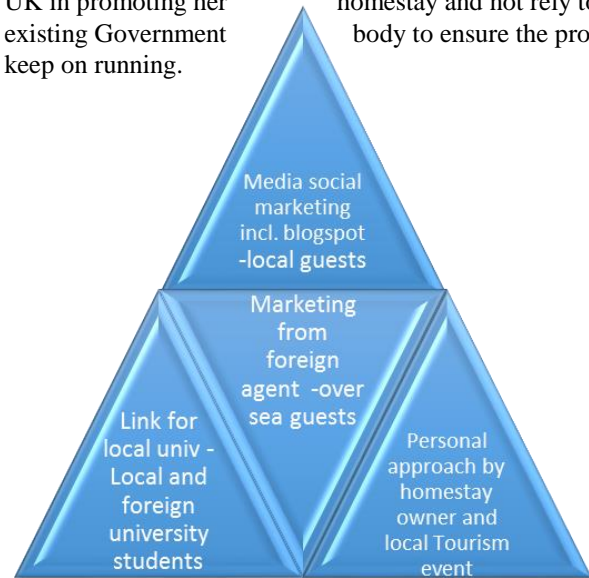 UK in promoting her homestay and not rely to
existing Government body to ensure the pro
keep on running.
Media social
marketing
incl. blogspot
-local guests
Marketing
from
foreign
agent -over
sea guests
Link for
local univ -
Local and
foreign
university
students
Personal
approach by
homestay
owner and
local Tourism
event